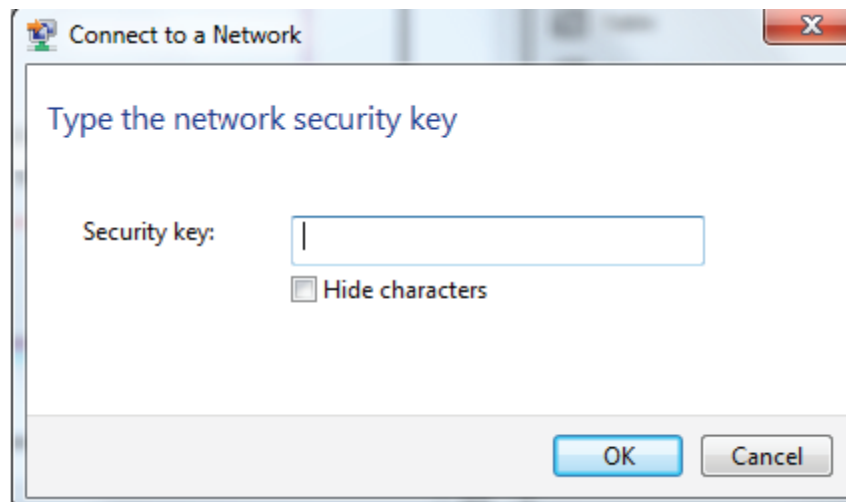 Connect to a Network
Type the network security key
Security key:
Hide characters
OK
Cancel